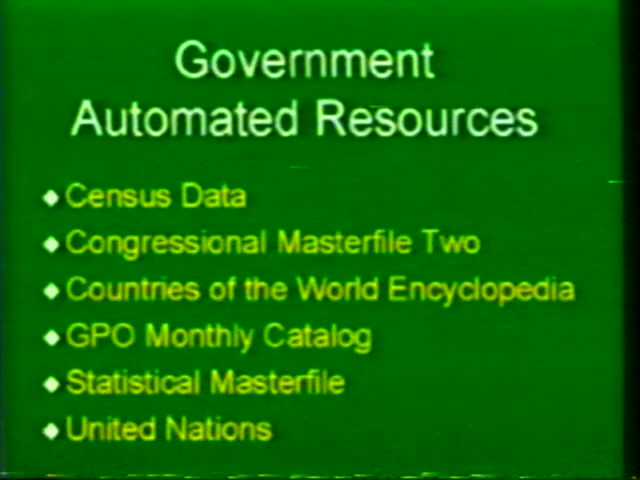 Government
Automated Resources
◆Census Data
◆Congressional Masterfile Two
◆Countries of the World Encyclopedia
◆GPO Monthly Catalog
◆Statistical Masterfile
◆United Nations